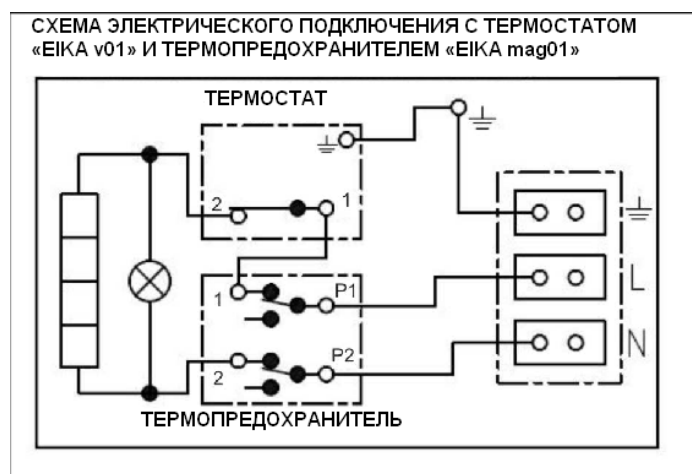 СХЕМА ЭЛЕКТРИЧЕСКОГО ПОДКЛЮЧЕНИЯ С ТЕРМОСТАТОМ
«EIKA v01» И ТЕРМОПРЕДОХРАНИТЕЛЕМ «EIKA mag01»
ТЕРМОСТАТ
2
1
1
P1
L
2
P2
N
ТЕРМОПРЕДОХРАНИТЕЛЬ